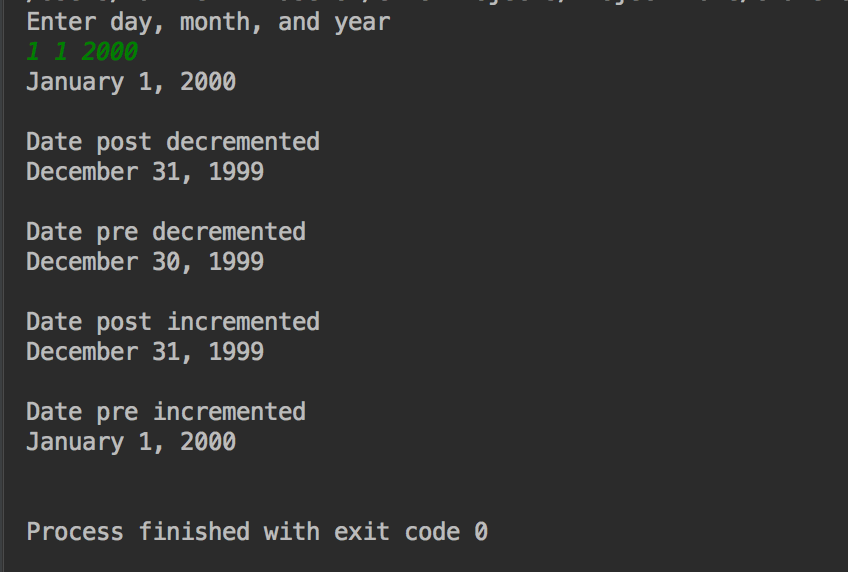 Enter day, month, and year
1 1 2000
January 1, 2000
Date post decremented
December 31, 1999
Date pre decremented
December 30, 1999
Date post incremented
December 31, 1999
Date pre incremented
January 1, 2000
Process finished with exit code 0